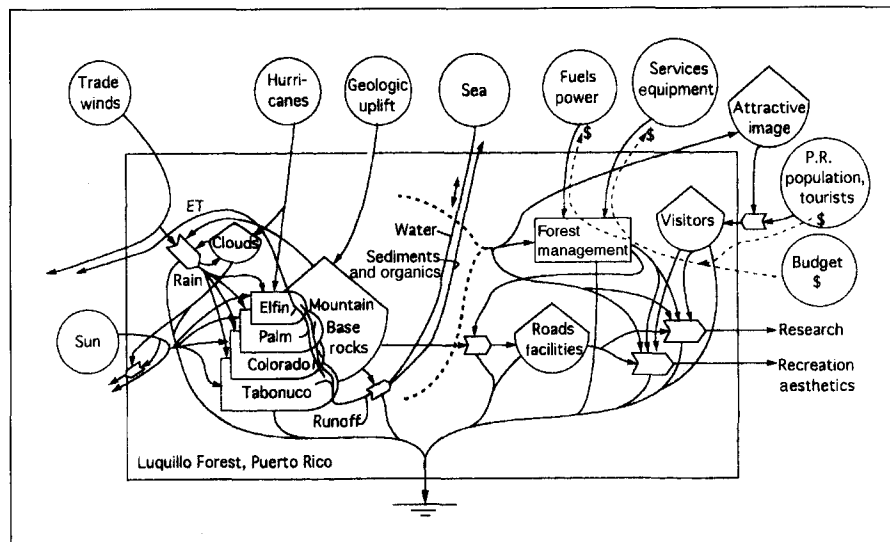 Trade
winds
Hurri-
canes
Geologic
uplift
Sea
Fuels
power
Services
equipment
$
$
Attractive
image
P.R.
population,
tourists
$
Budget
$
ET
Clouds
Rain
Sun
Elfin
Palm
Colorado
Tabonuco
Mountain
Base
rocks
Runoff
Water
Sediments
and organics
Forest
management
Visitors
Roads
facilities
Research
Recreation
aesthetics
Luquillo Forest, Puerto Rico